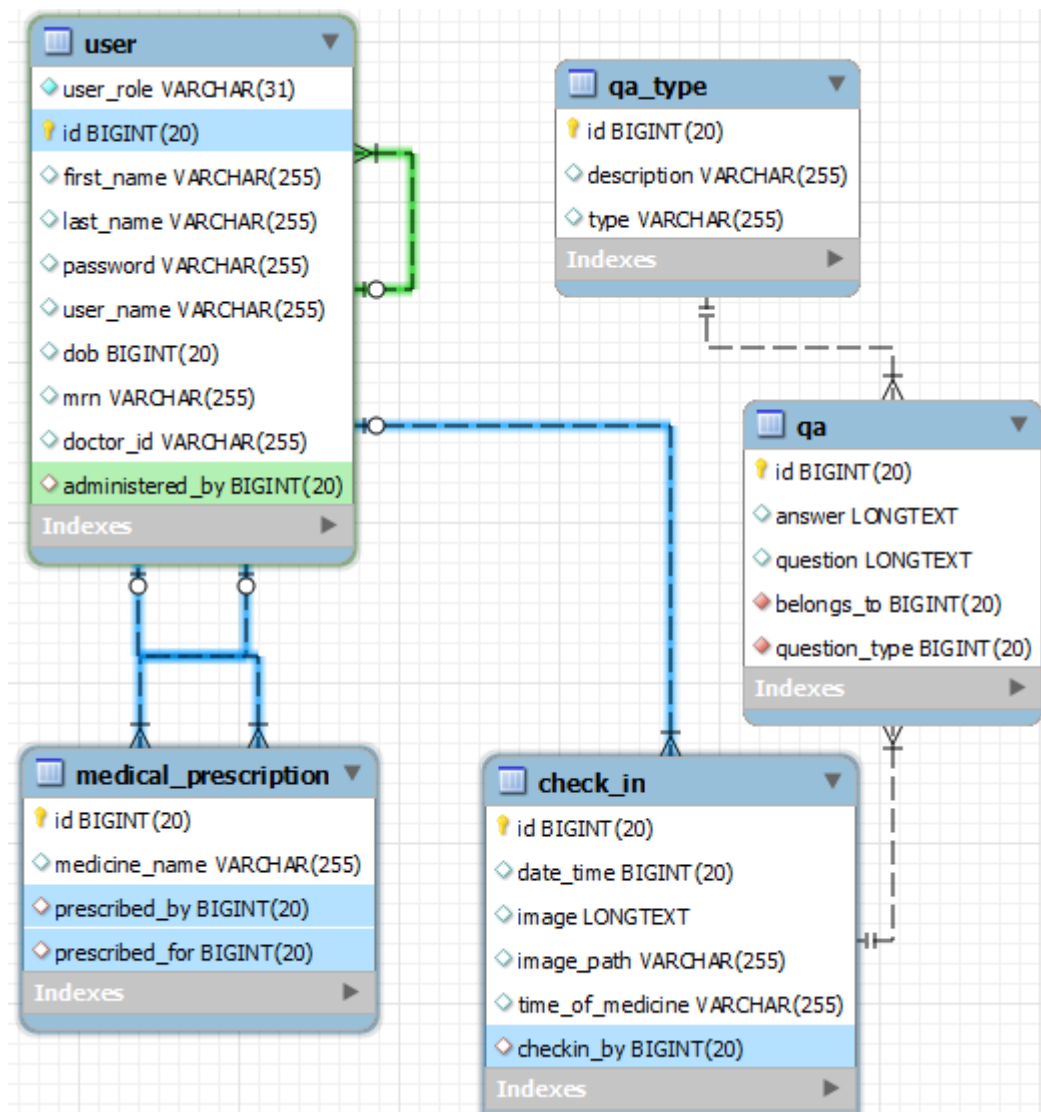 user
user_role VARCHAR(31)
id BIGINT(20)
first_name VARCHAR(255)
last_name VARCHAR(255)
password VARCHAR(255)
user_name VARCHAR(255)
dob BIGINT(20)
mrn VARCHAR(255)
doctor_id VARCHAR(255)
administered_by BIGINT(20)
Indexes
qa_type
id BIGINT(20)
description VARCHAR(255)
type VARCHAR(255)
Indexes
qa
id BIGINT(20)
answer LONGTEXT
question LONGTEXT
belongs_to BIGINT(20)
question_type BIGINT(20)
Indexes
medical_prescription
id BIGINT(20)
medicine_name VARCHAR(255)
prescribed_by BIGINT(20)
prescribed_for BIGINT(20)
Indexes
check_in
id BIGINT(20)
date_time BIGINT(20)
image LONGTEXT
image_path VARCHAR(255)
time_of_medicine VARCHAR(255)
checkin_by BIGINT(20)
Indexes